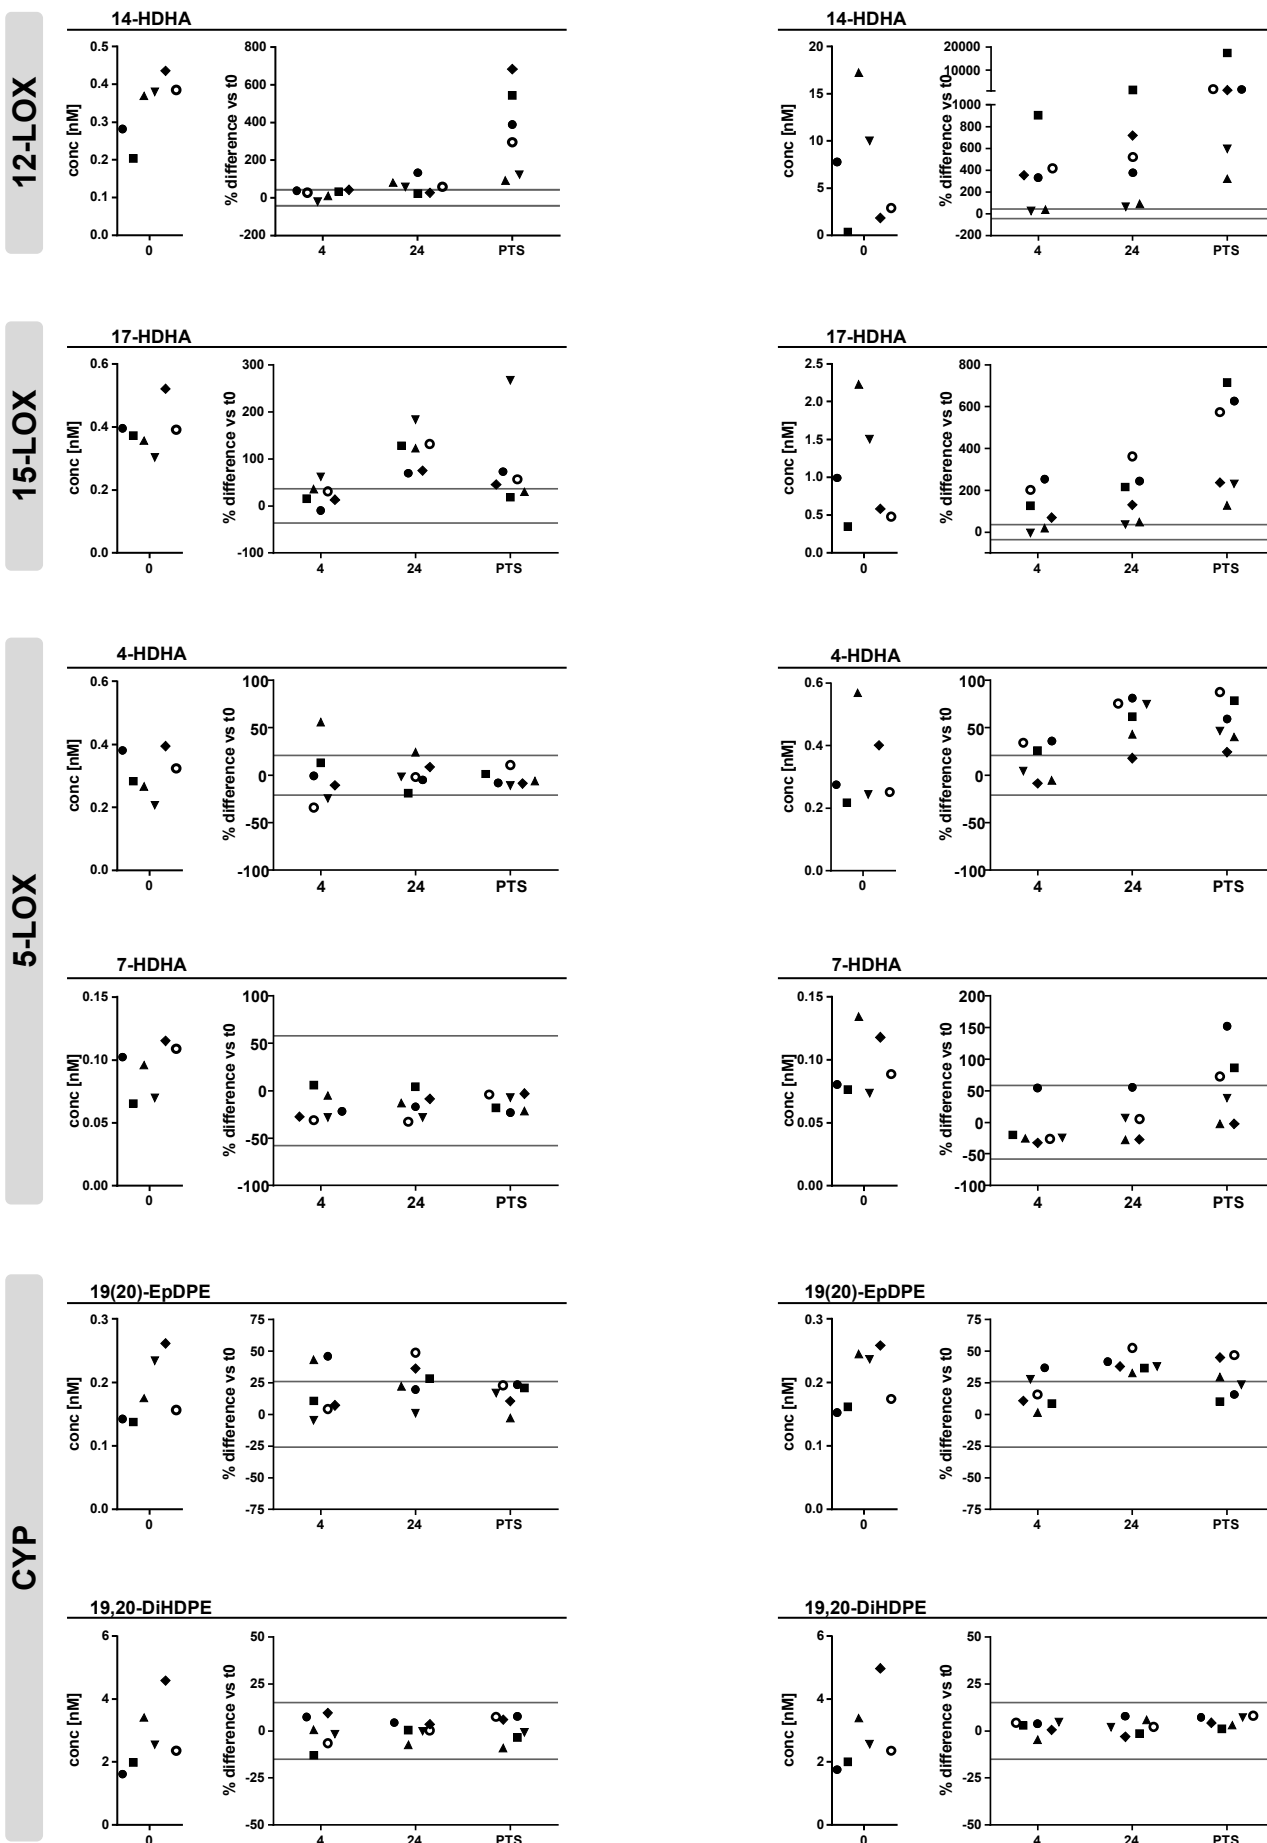 12-LOX
14-HDHA
conc [nM]
0.5
0.4
0.3
0.2
0.1
0.0
0
% difference vs t0
800
600
400
200
0
-200
4 24 PTS
14-HDHA
conc [nM]
20
15
10
5
0
0
% difference vs t0
20000
10000
1000
800
600
400
200
0
-200
4 24 PTS
15-LOX
17-HDHA
conc [nM]
0.6
0.4
0.2
0.0
0
% difference vs t0
300
200
100
0
-100
4 24 PTS
17-HDHA
conc [nM]
2.5
2.0
1.5
1.0
0.5
0.0
0
% difference vs t0
800
600
400
200
0
4 24 PTS
5-LOX
4-HDHA
conc [nM]
0.6
0.4
0.2
0.0
0
% difference vs t0
100
50
0
-50
-100
4 24 PTS
4-HDHA
conc [nM]
0.6
0.4
0.2
0.0
0
% difference vs t0
100
50
0
-50
-100
4 24 PTS
7-HDHA
conc [nM]
0.15
0.10
0.05
0.00
0
% difference vs t0
100
50
0
-50
-100
4 24 PTS
7-HDHA
conc [nM]
0.15
0.10
0.05
0.00
0
% difference vs t0
200
150
100
50
0
-50
-100
4 24 PTS
CYP
19(20)-EpDPE
conc [nM]
0.3
0.2
0.1
0.0
0
% difference vs t0
75
50
25
0
-25
-50
-75
4 24 PTS
19(20)-EpDPE
conc [nM]
0.3
0.2
0.1
0.0
0
% difference vs t0
75
50
25
0
-25
-50
-75
4 24 PTS
19,20-DiHDPE
conc [nM]
6
4
2
0
0
% difference vs t0
50
25
0
-25
-50
4 24 PTS
19,20-DiHDPE
conc [nM]
6
4
2
0
0
% difference vs t0
50
25
0
-25
-50
4 24 PTS